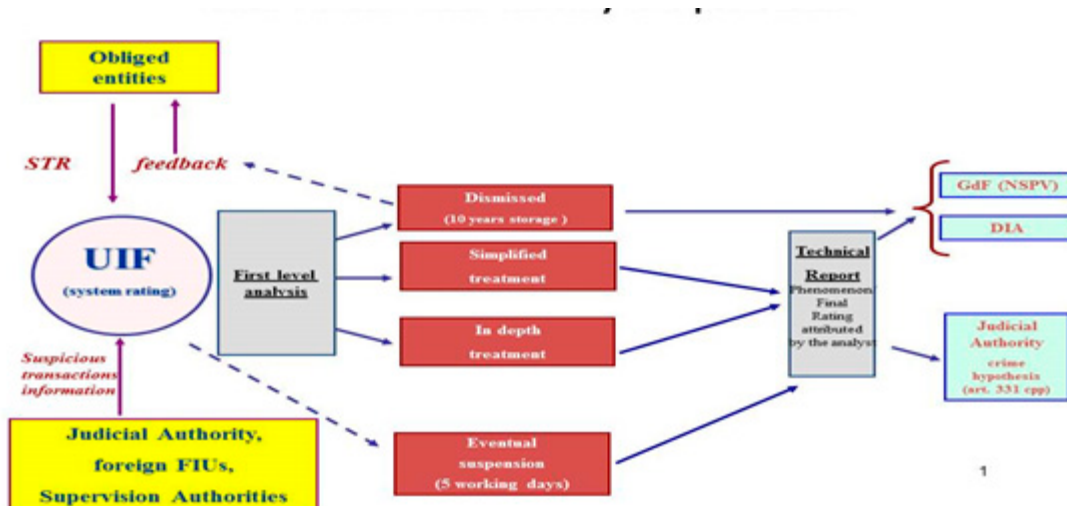 Obliged
entities
STR
feedback
UIF
(system rating)
First level
analysis
Dismissed
(10 years storage )
Simplified
treatment
In depth
treatment
Eventual
suspension
(5 working days)
Suspicious
transactions
information
Judicial Authority,
foreign FIUs,
Supervision Authorities
Technical
Report
Phenomenon/
Final
Rating
attributed
by the analyst
GdF (NSPV)
DIA
Judicial
Authority
crime
hypothesis
(art. 331 cpp)
1